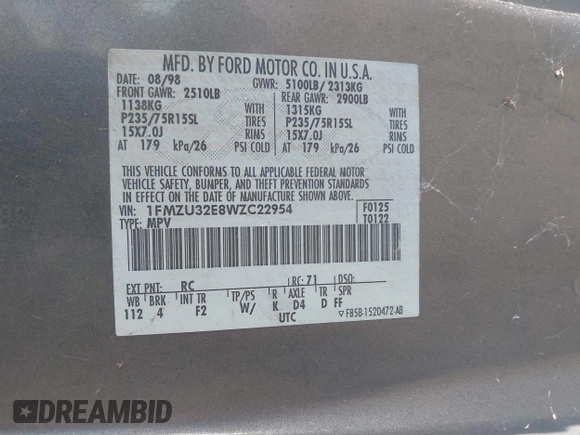 MFD. BY FORD MOTOR CO. IN U.S.A.
DATE: 08/98 GVWR: 5100LB/ 2313KG
FRONT GAWR: 2510LB REAR GAWR: 2900LB
1138KG WITH 1315KG WITH
P235/75R15SL TIRES P235/75R15SL TIRES
15X7.0J RIMS 15X7.0J RIMS
AT 179 kPa/26 PSI COLD AT 179 kPa/26 PSI COLD
THIS VEHICLE CONFORMS TO ALL APPLICABLE FEDERAL MOTOR
VEHICLE SAFETY, BUMPER, AND THEFT PREVENTION STANDARDS
IN EFFECT ON THE DATE OF MANUFACTURE SHOWN ABOVE.
VIN: 1FMZU32E8WZC22954 F0125
TYPE: MPV T0122
EXT PNT: RC RC: 71 DSO:
WB BRK INT TR TP/PS R AXLE TR SPR
112 4 F2 W/ K D4 D FF
UTC ▽ F85B-1520472-AB
DREAMBID